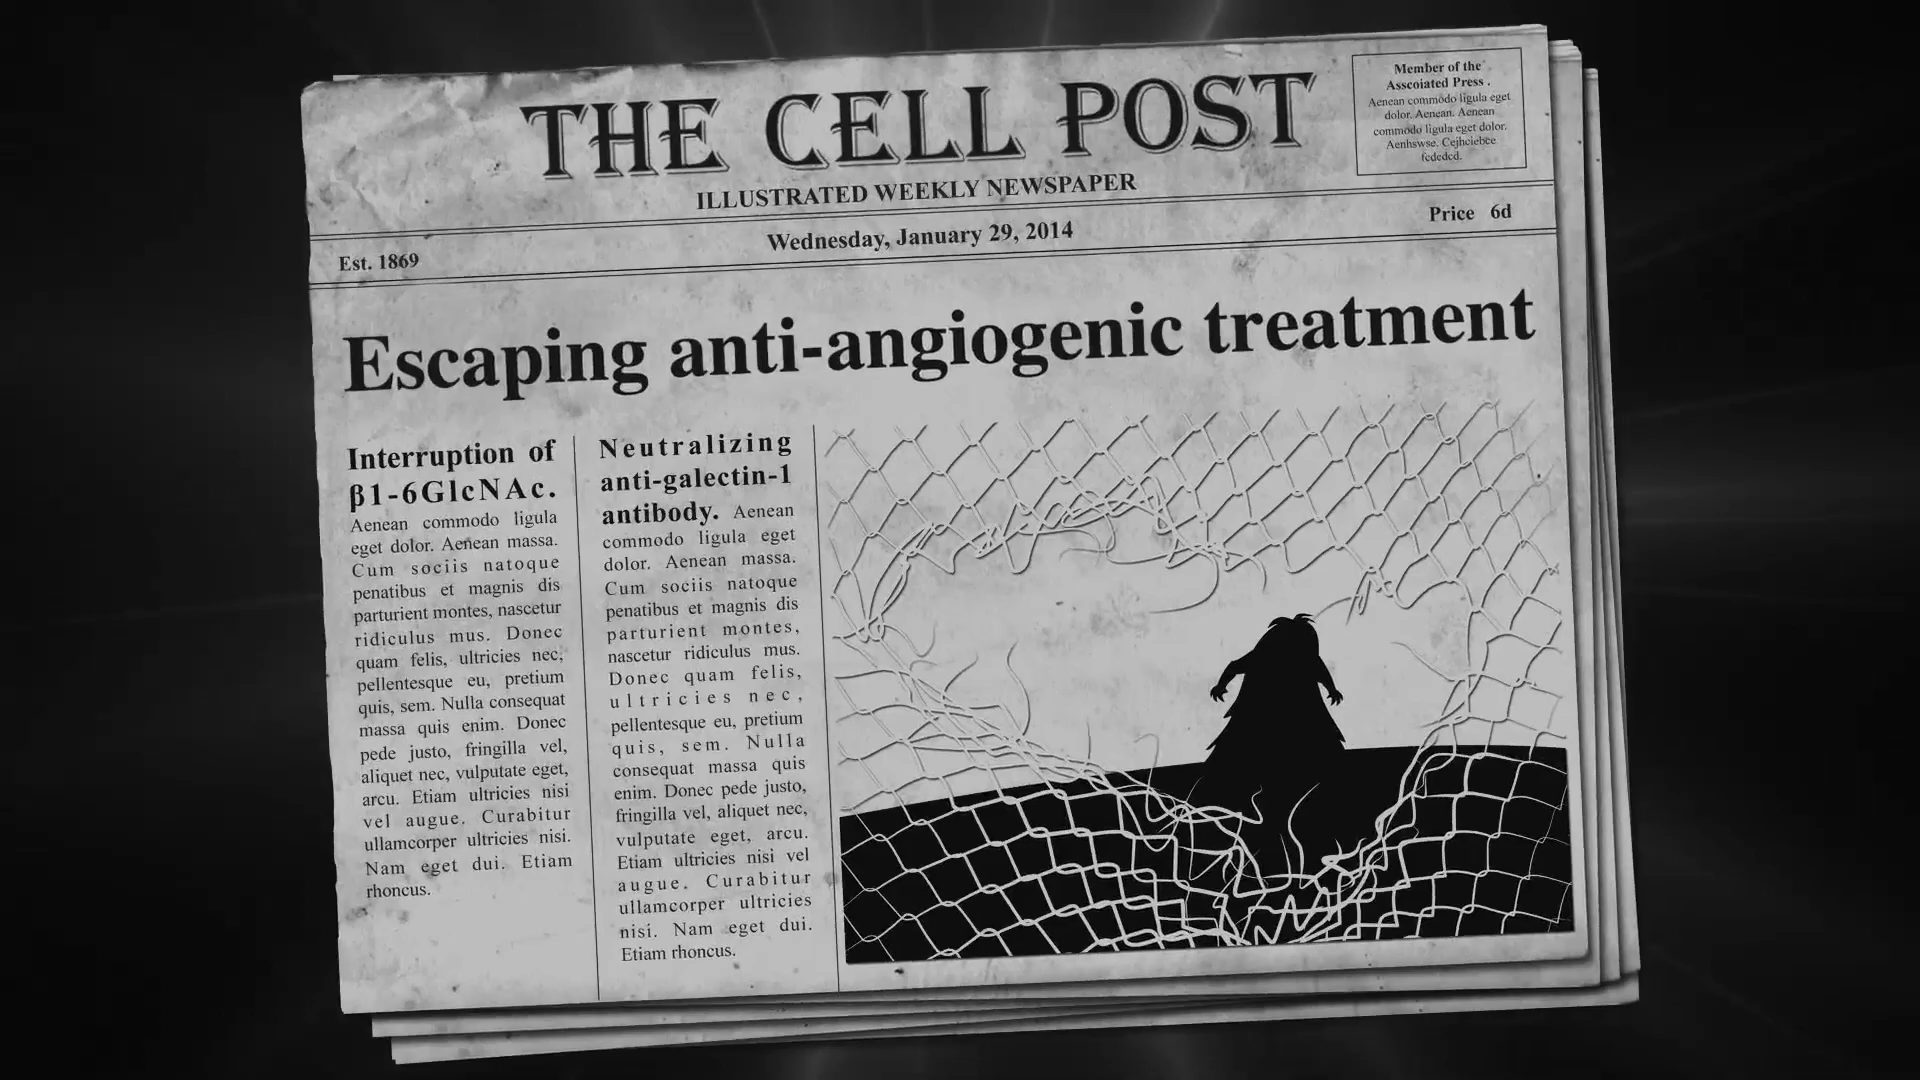 THE CELL POST
ILLUSTRATED WEEKLY NEWSPAPER
Member of the
Asscoiated Press .
Aenean commodo ligula eget
dolor. Aenean. Aenean
commodo ligula eget dolor.
Aenhswse. Cejhciebce
fcdedcd.
Est. 1869
Wednesday, January 29, 2014
Price 6d
Escaping anti-angiogenic treatment
Interruption of
β1-6GlcNAc.
Aenean commodo ligula
eget dolor. Aenean massa.
Cum sociis natoque
penatibus et magnis dis
parturient montes, nascetur
ridiculus mus. Donec
quam felis, ultricies nec,
pellentesque eu, pretium
quis, sem. Nulla consequat
massa quis enim. Donec
pede justo, fringilla vel,
aliquet nec, vulputate eget,
arcu. Etiam ultricies nisi
vel augue. Curabitur
ullamcorper ultricies nisi.
Nam eget dui. Etiam
rhoncus.
Neutralizing
anti-galectin-1
antibody. Aenean
commodo ligula eget
dolor. Aenean massa.
Cum sociis natoque
penatibus et magnis dis
parturient montes,
nascetur ridiculus mus.
Donec quam felis,
ultricies nec,
pellentesque eu, pretium
quis, sem. Nulla
consequat massa quis
enim. Donec pede justo,
fringilla vel, aliquet nec,
vulputate eget, arcu.
Etiam ultricies nisi vel
augue. Curabitur
ullamcorper ultricies
nisi. Nam eget dui.
Etiam rhoncus.